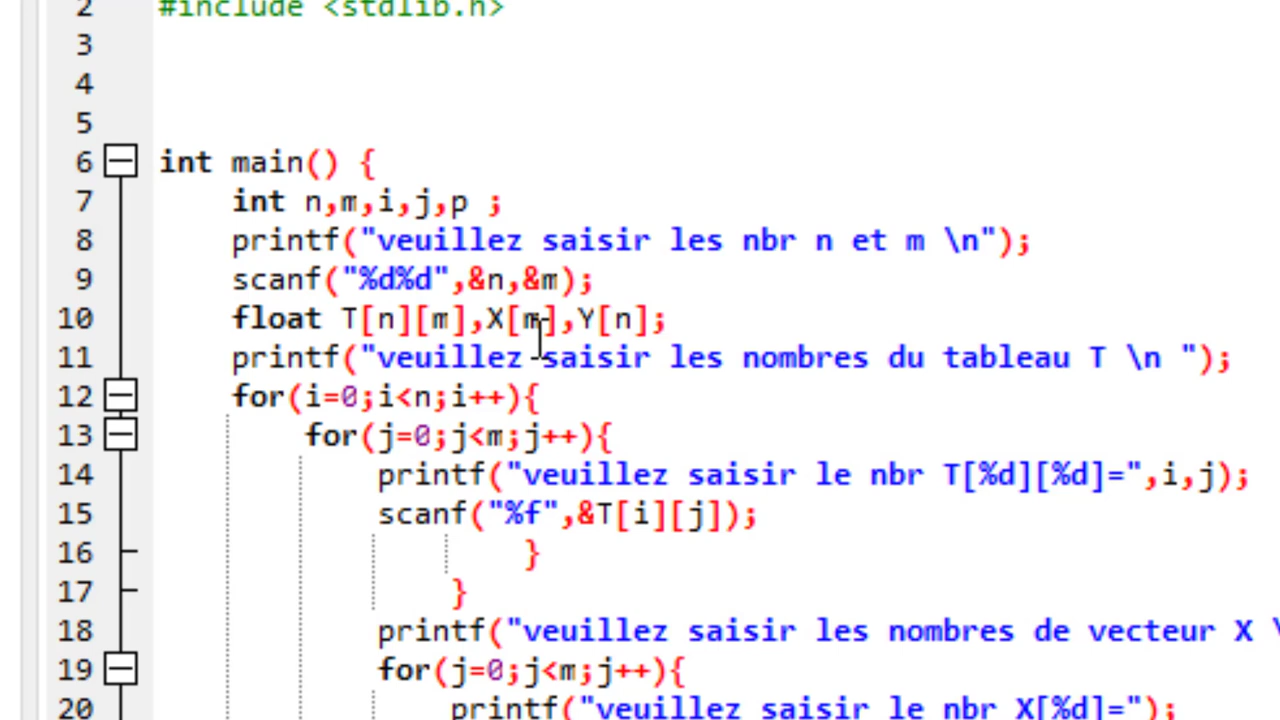 2 #include <stdlib.h>
3
4
5
6 int main() {
7 int n,m,i,j,p ;
8 printf("veuillez saisir les nbr n et m \n");
9 scanf("%d%d",&n,&m);
10 float T[n][m],X[m],Y[n];
11 printf("veuillez saisir les nombres du tableau T \n ");
12 for(i=0;i<n;i++){
13 for(j=0;j<m;j++){
14 printf("veuillez saisir le nbr T[%d][%d]=",i,j);
15 scanf("%f",&T[i][j]);
16 }
17 }
18 printf("veuillez saisir les nombres de vecteur X \
19 for(j=0;j<m;j++){
20 printf("veuillez saisir le nbr X[%d]=");